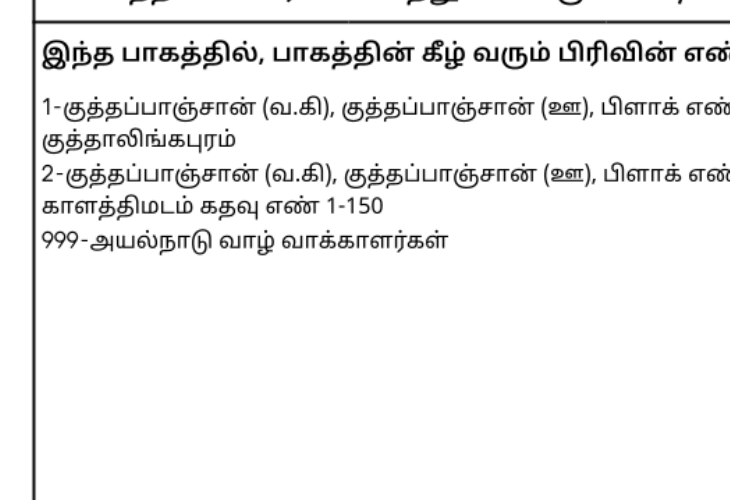 இந்த பாகத்தில், பாகத்தின் கீழ் வரும் பிரிவின் எண்
1-குத்தப்பாஞ்சான் (வ.கி), குத்தப்பாஞ்சான் (ஊ), பிளாக் எண்
குத்தாலிங்கபுரம்
2-குத்தப்பாஞ்சான் (வ.கி), குத்தப்பாஞ்சான் (ஊ), பிளாக் எண்
காளத்திமடம் கதவு எண் 1-150
999-அயல்நாடு வாழ் வாக்காளர்கள்